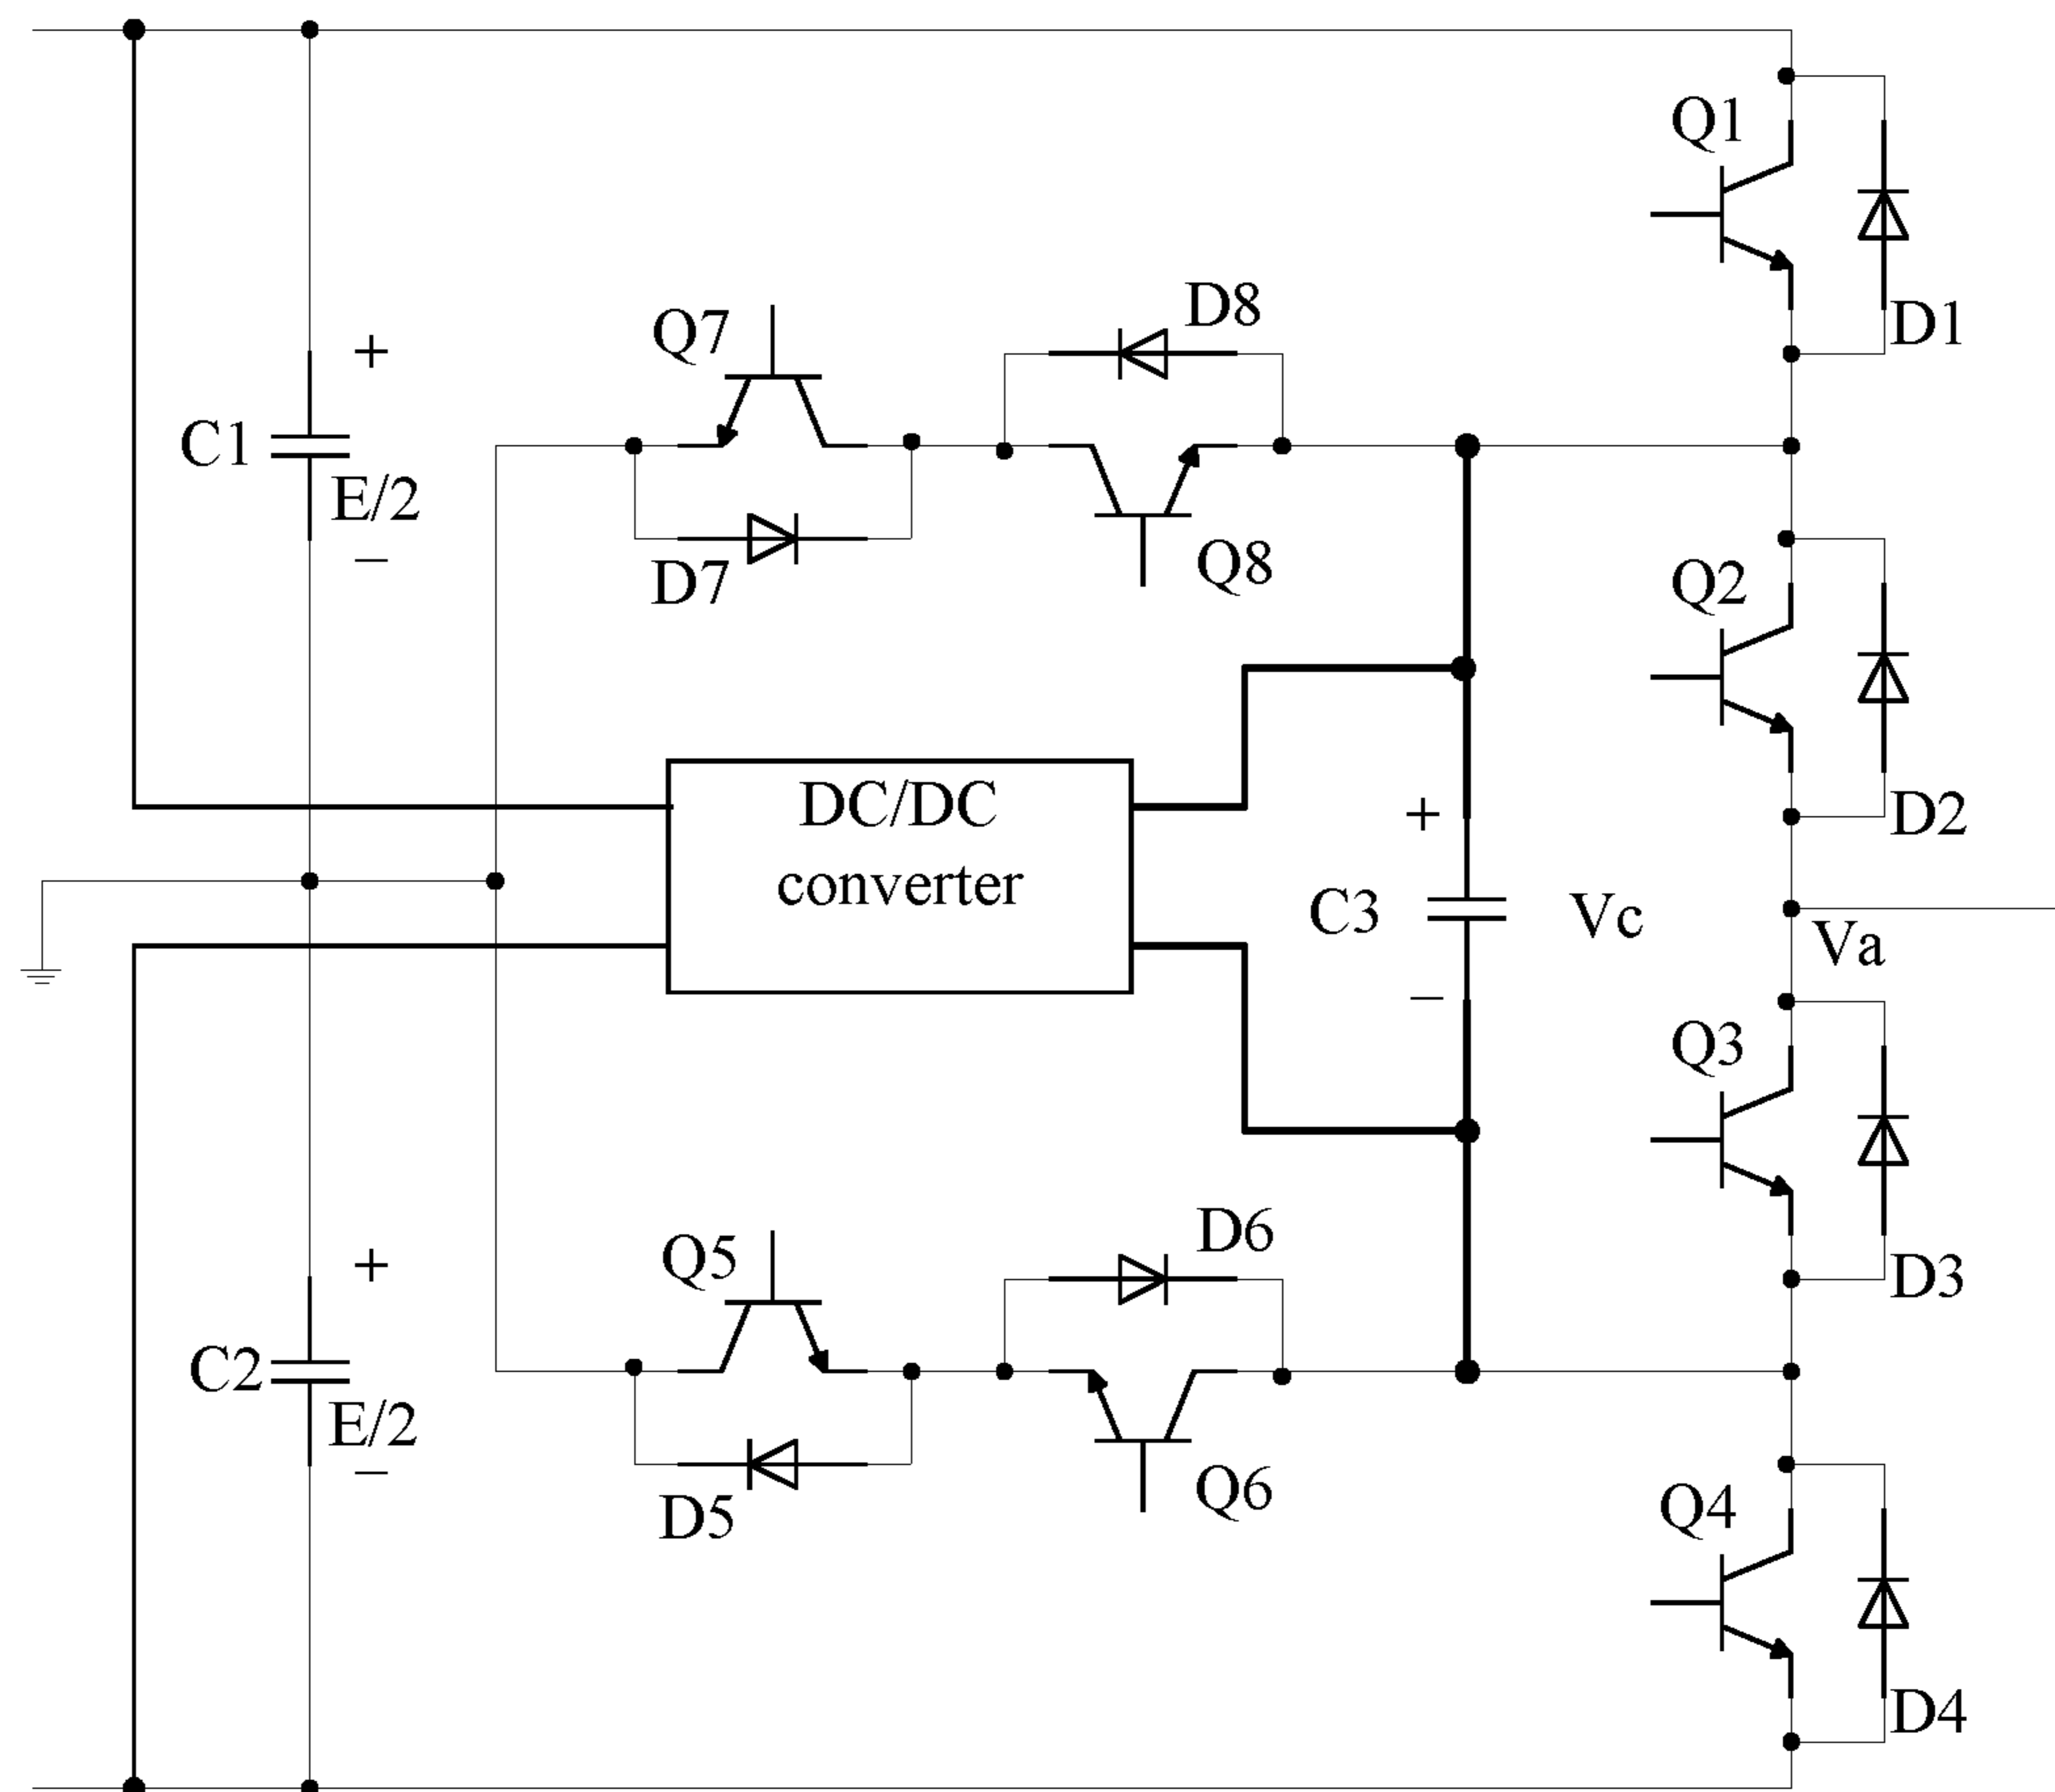 Q1
D8
Q7
D1
+
C1
E/2
−
Q8
D7
Q2
DC/DC
converter
+
D2
C3
Vc
Va
−
Q3
D6
Q5
+
D3
C2
E/2
−
Q6
D5
Q4
D4